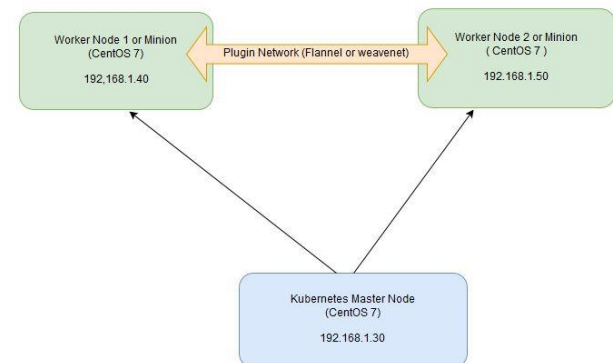 Worker Node 1 or Minion
(CentOS 7)
192,168.1.40
Plugin Network (Flannel or weavenet)
Worker Node 2 or Minion
( CentOS 7 )
192.168.1.50
Kubernetes Master Node
(CentOS 7)
192.168.1.30